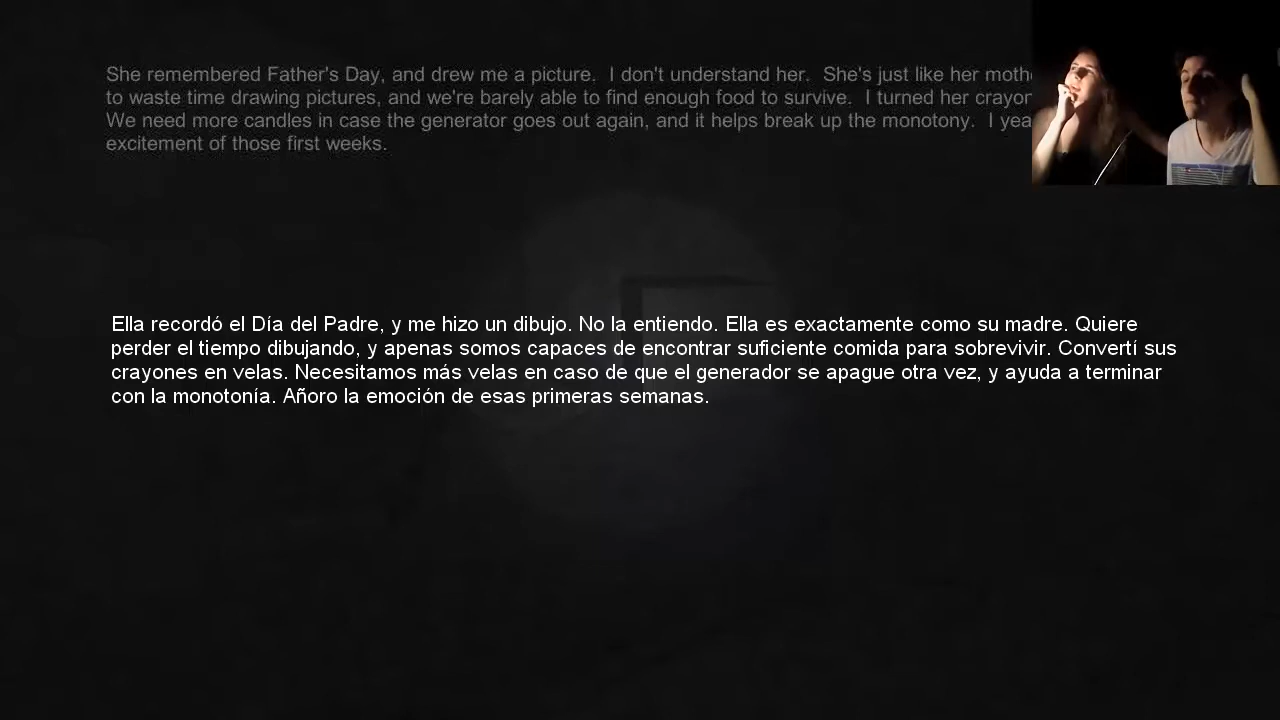 She remembered Father's Day, and drew me a picture. I don't understand her. She's just like her
to waste time drawing pictures, and we're barely able to find enough food to survive. I turned her
We need more candles in case the generator goes out again, and it helps break up the monotony. I
excitement of those first weeks.
Ella recordó el Día del Padre, y me hizo un dibujo. No la entiendo. Ella es exactamente como su madre. Quiere
perder el tiempo dibujando, y apenas somos capaces de encontrar suficiente comida para sobrevivir. Convertí sus
crayones en velas. Necesitamos más velas en caso de que el generador se apague otra vez, y ayuda a terminar
con la monotonía. Añoro la emoción de esas primeras semanas.